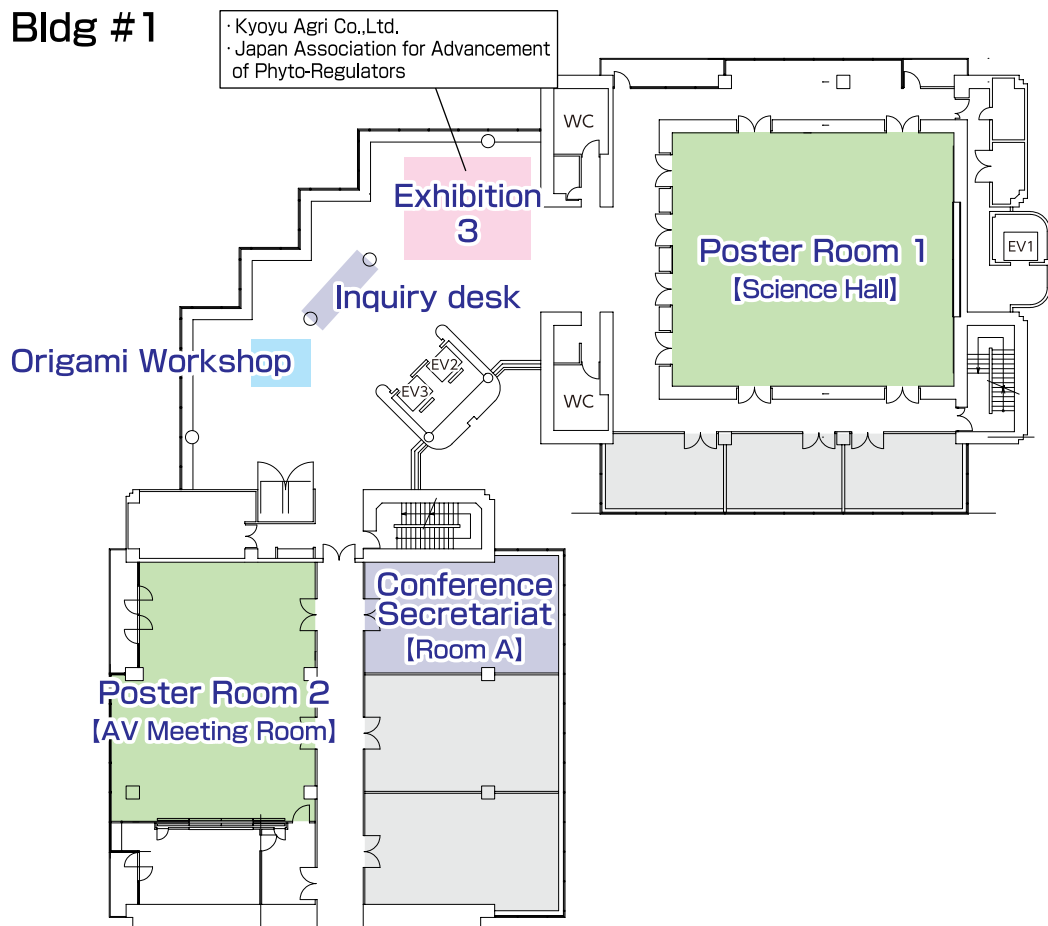 Bldg #1
· Kyoyu Agri Co.,Ltd.
· Japan Association for Advancement
of Phyto-Regulators
WC
Exhibition
3
Poster Room 1
【Science Hall】
EV1
Inquiry desk
Origami Workshop
EV2
EV3
WC
Conference
Secretariat
【Room A】
Poster Room 2
【AV Meeting Room】